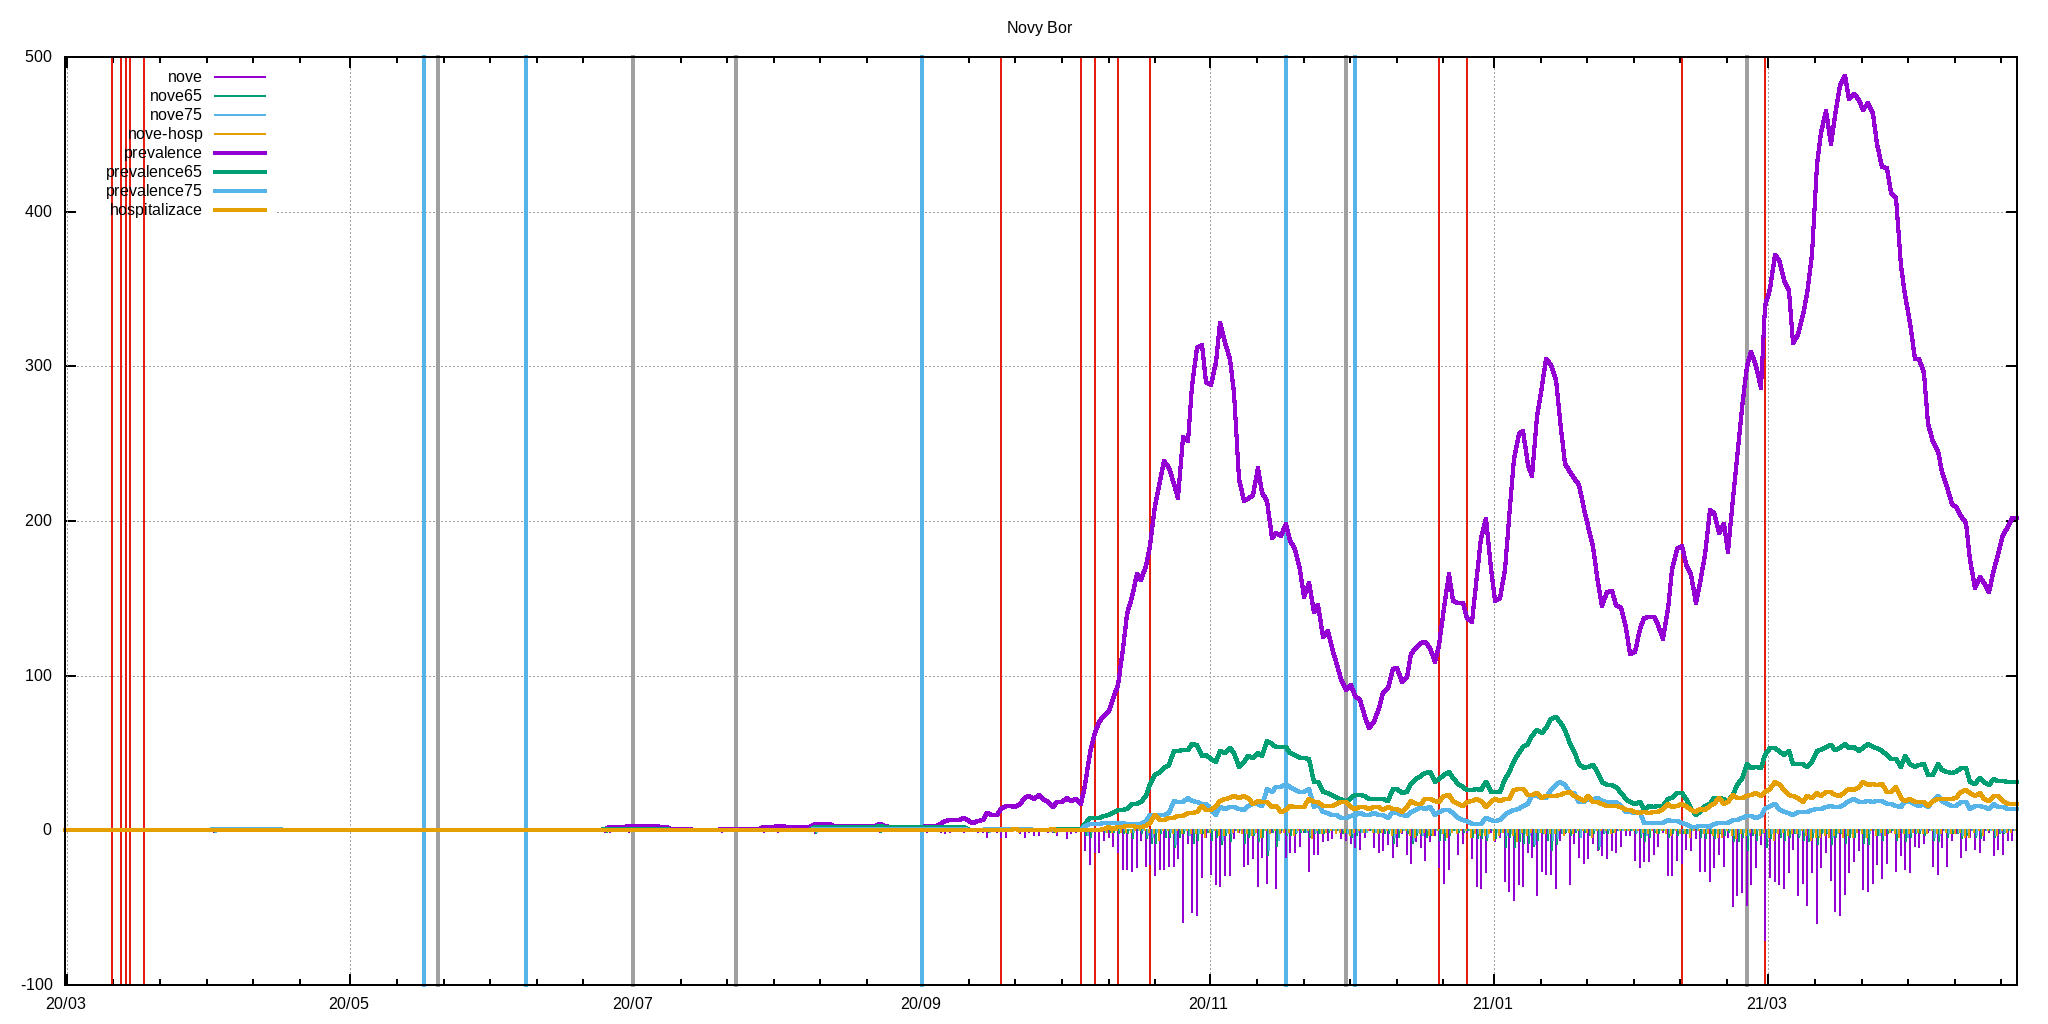 Novy Bor
500
nove
nove65
nove75
nove-hosp
prevalence
prevalence65
prevalence75
hospitalizace
400
300
200
100
0
-100
20/03 20/05 20/07 20/09 20/11 21/01 21/03